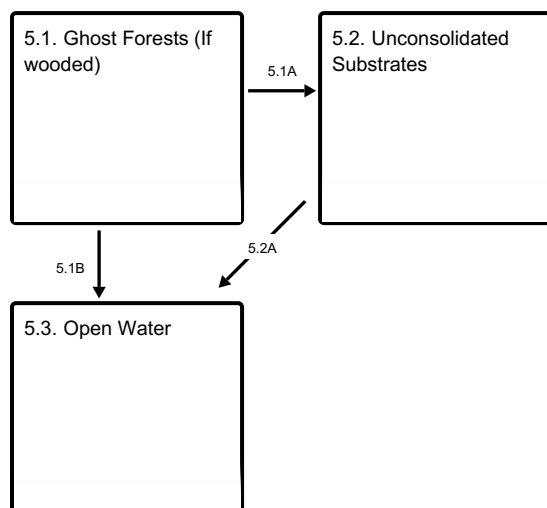 5.1. Ghost Forests (If
wooded)
5.2. Unconsolidated
Substrates
5.1A
5.1B
5.2A
5.3. Open Water